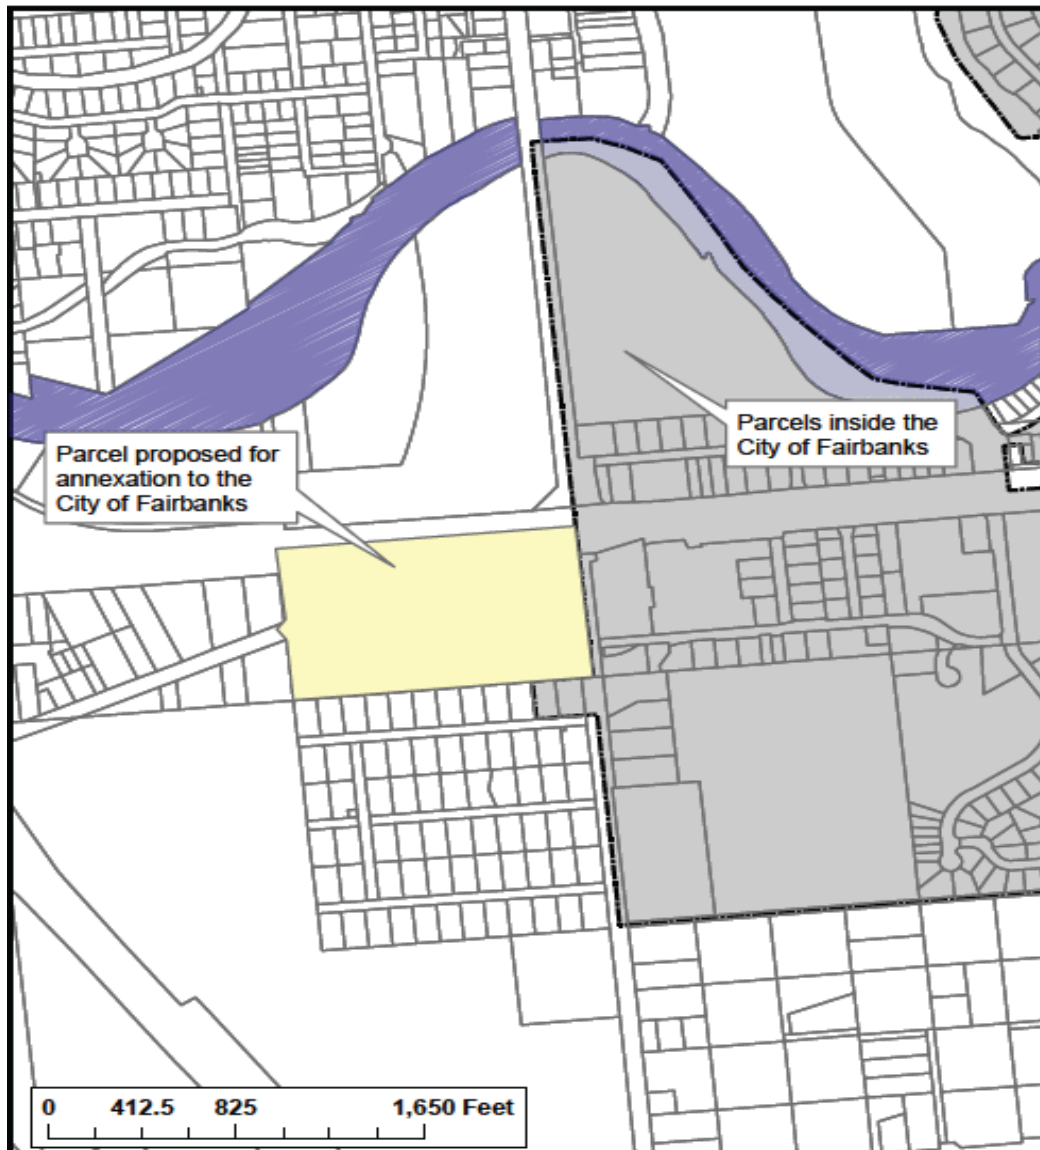 Parcels inside the
City of Fairbanks
Parcel proposed for
annexation to the
City of Fairbanks
0 412.5 825 1,650 Feet